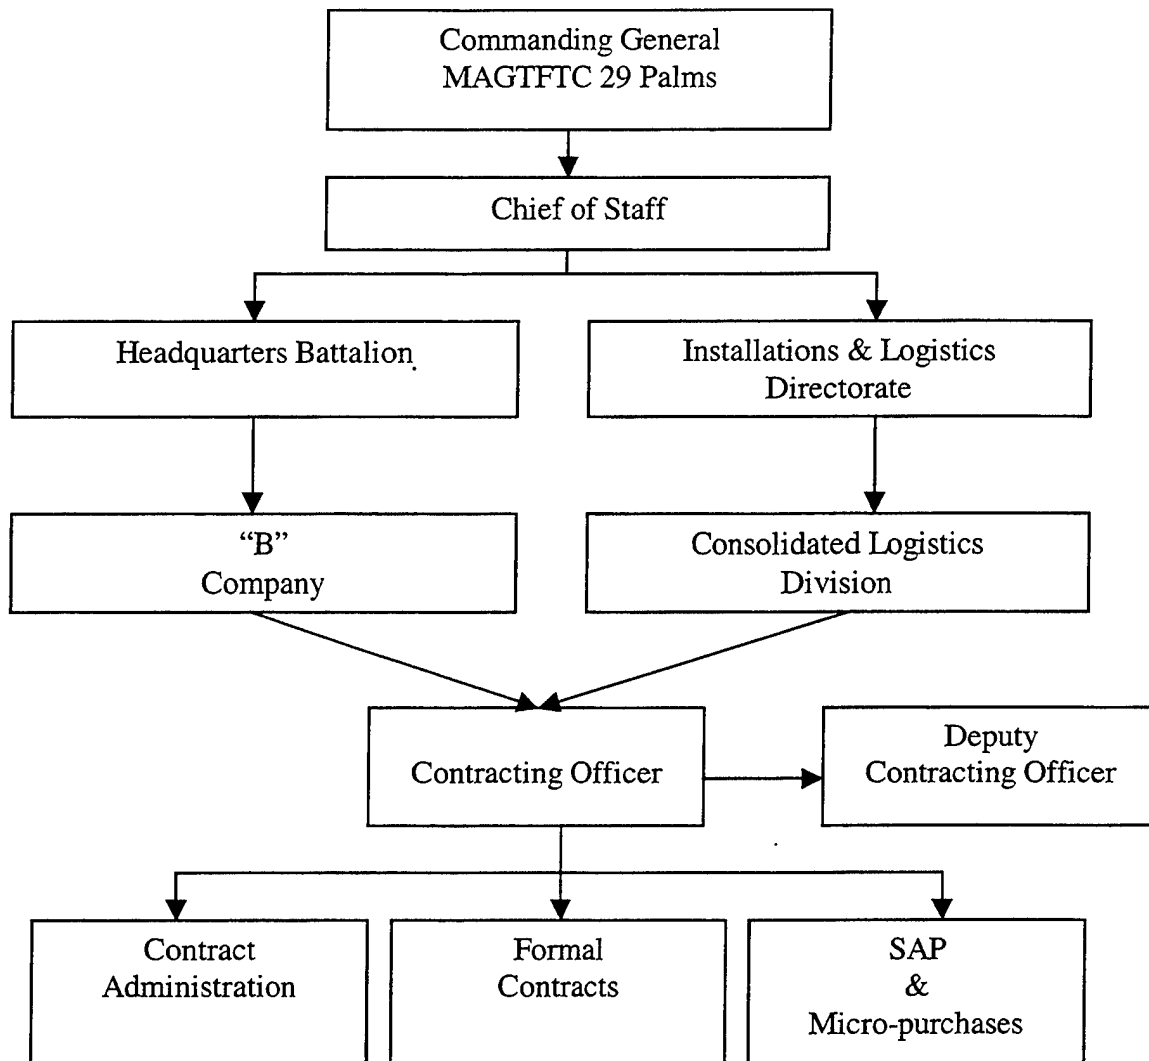 Commanding General
MAGTFTC 29 Palms
Chief of Staff
Headquarters Battalion
Installations & Logistics
Directorate
“B”
Company
Consolidated Logistics
Division
Contracting Officer
Deputy
Contracting Officer
Contract
Administration
Formal
Contracts
SAP
&
Micro-purchases